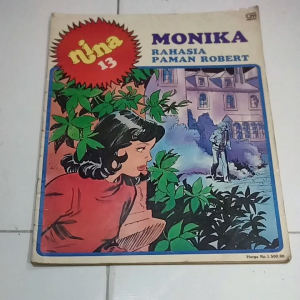 nina
13
MONIKA
RAHASIA
PAMAN ROBERT